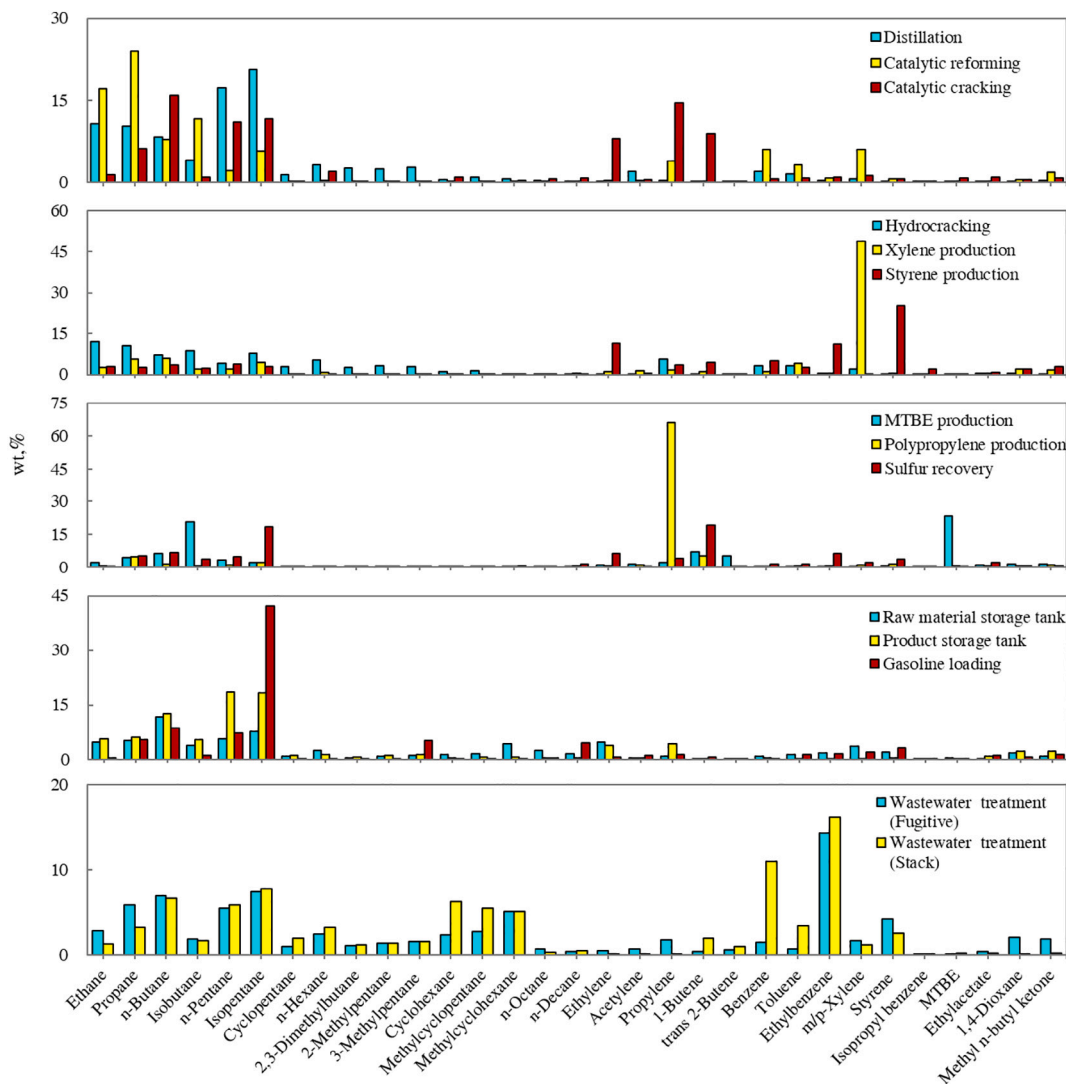 30
15
0
Distillation
Catalytic reforming
Catalytic cracking
60
45
30
15
0
Hydrocracking
Xylene production
Styrene production
wt,%
75
60
45
30
15
0
MTBE production
Polypropylene production
Sulfur recovery
45
30
15
0
Raw material storage tank
Product storage tank
Gasoline loading
20
10
0
Wastewater treatment
(Fugitive)
Wastewater treatment
(Stack)
Ethane
Propane
n-Butane
Isobutane
n-Pentane
Isopentane
Cyclopentane
n-Hexane
2,3-Dimethylbutane
2-Methylpentane
3-Methylpentane
Cyclohexane
Methylcyclopentane
Methylcyclohexane
n-Octane
n-Decane
Ethylene
Acetylene
Propylene
1-Butene
trans 2-Butene
Benzene
Toluene
Ethylbenzene
m/p-Xylene
Styrene
Isopropyl benzene
MTBE
Ethylacetate
1,4-Dioxane
Methyl n-butyl ketone